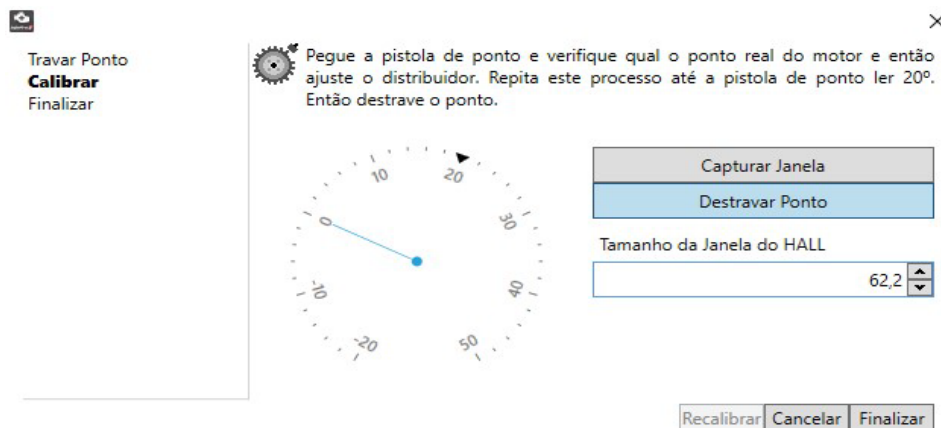 Travar Ponto
Calibrar
Finalizar
Pegue a pistola de ponto e verifique qual o ponto real do motor e então
ajuste o distribuidor. Repita este processo até a pistola de ponto ler 20º.
Então destrave o ponto.
-20
-10
0
10
20
30
40
50
Capturar Janela
Destravar Ponto
Tamanho da Janela do HALL
62,2
Recalibrar Cancelar Finalizar